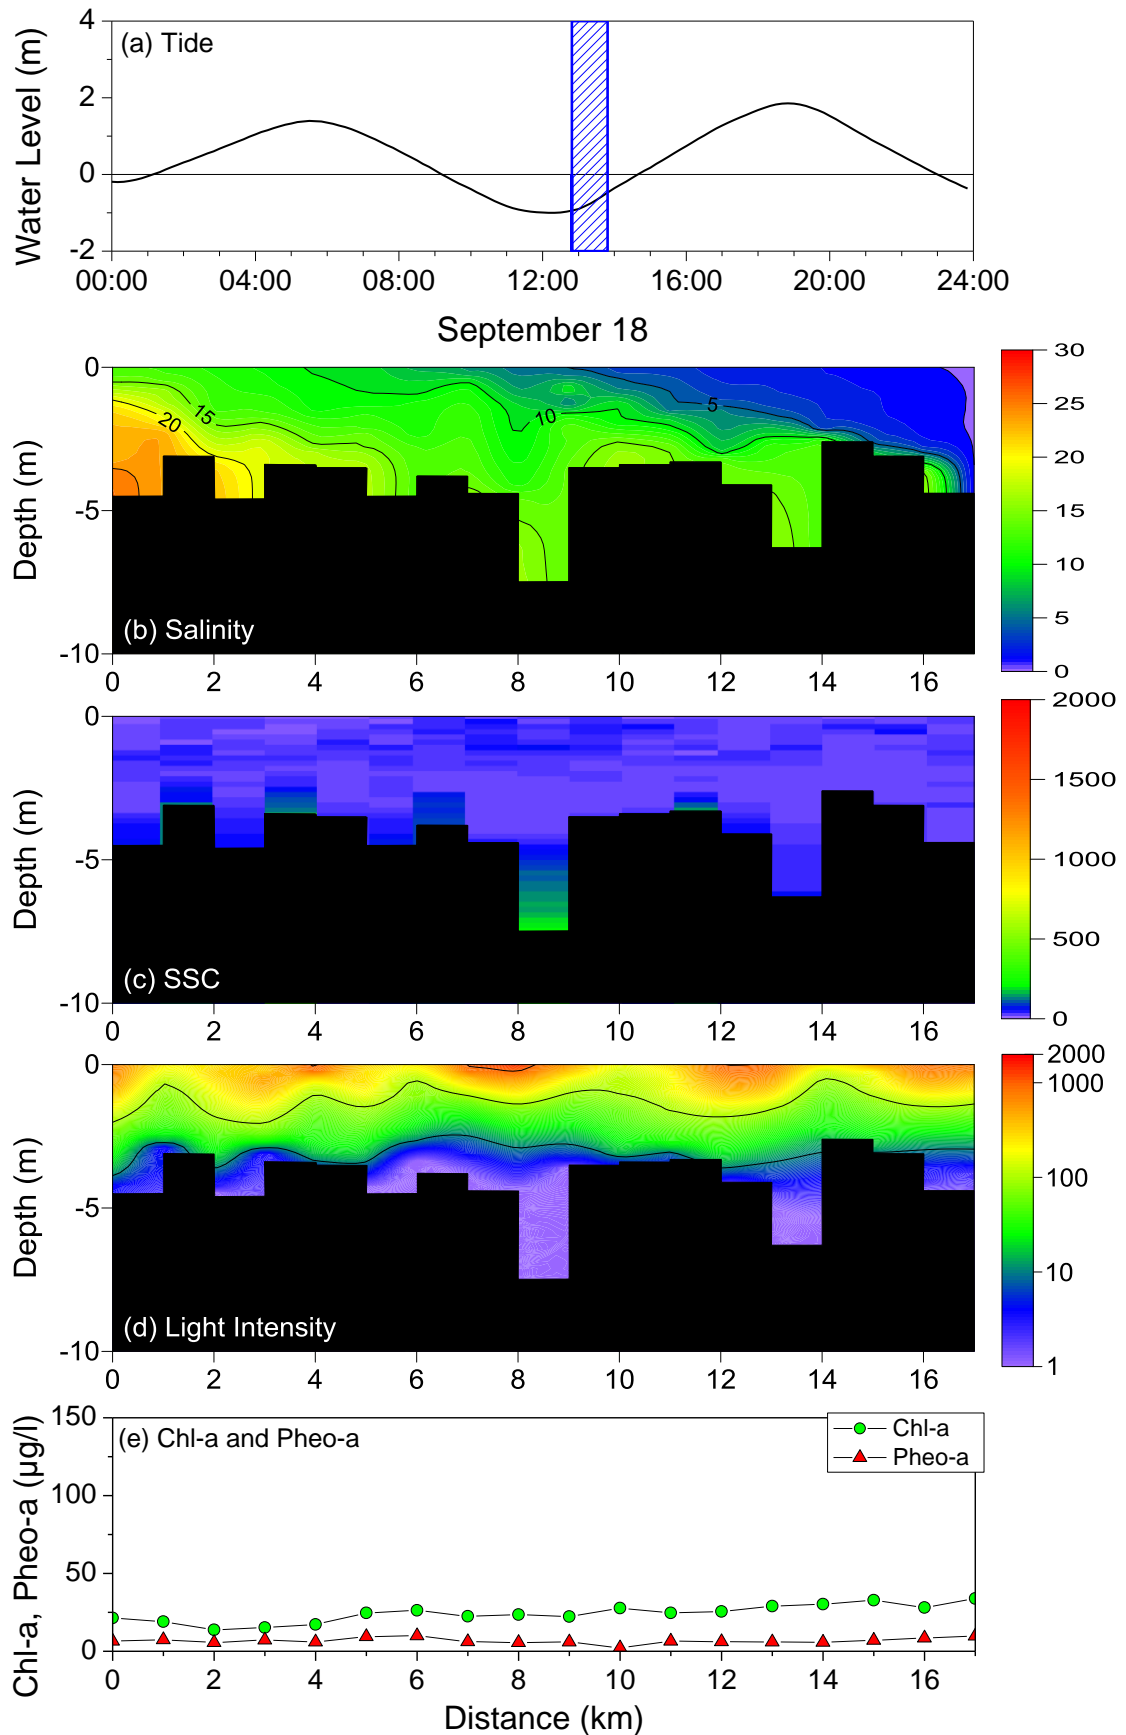 4
(a) Tide
2
0
-2
Water Level (m)
00:00 04:00 08:00 12:00 16:00 20:00 24:00
September 18
0
-5
-10
Depth (m)
15
20
10
5
(b) Salinity
0 2 4 6 8 10 12 14 16
30
25
20
15
10
5
0
0
-5
-10
Depth (m)
(c) SSC
0 2 4 6 8 10 12 14 16
2000
1500
1000
500
0
0
-5
-10
Depth (m)
(d) Light Intensity
0 2 4 6 8 10 12 14 16
2000
1000
100
10
1
150
100
50
0
Chl-a, Pheo-a (µg/l)
(e) Chl-a and Pheo-a
Chl-a
Pheo-a
0 2 4 6 8 10 12 14 16
Distance (km)